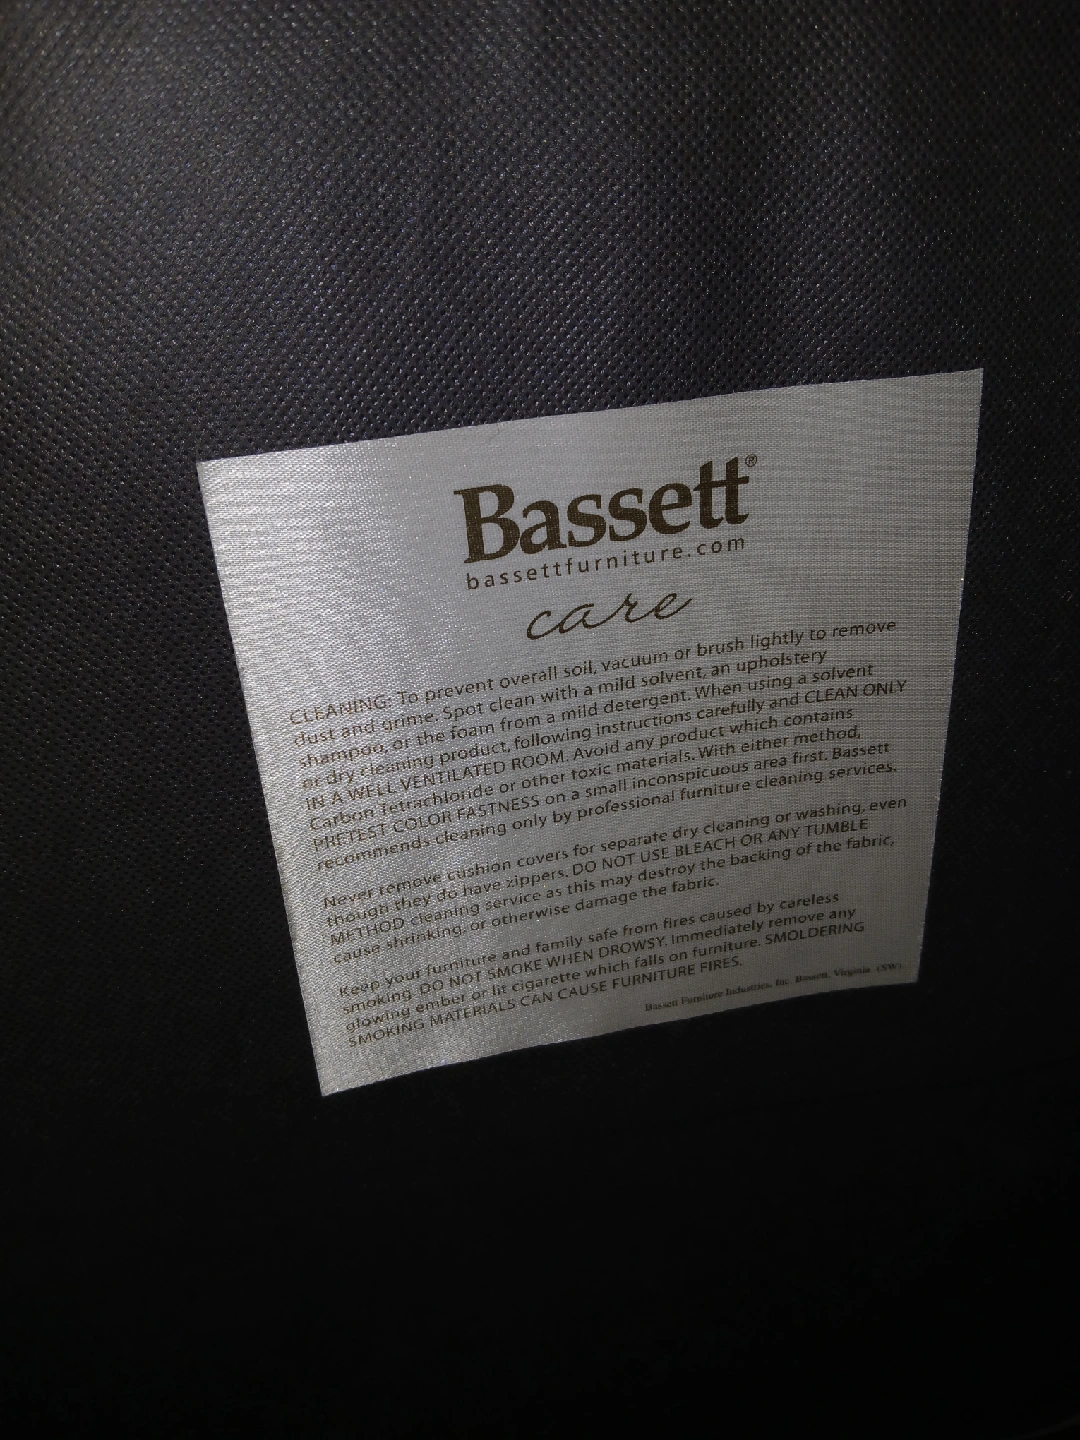 Bassett®
bassettfurniture.com
care
CLEANING: To prevent overall soil, vacuum or brush lightly to remove
dust and grime. Spot clean with a mild solvent, an upholstery
shampoo, or the foam from a mild detergent. When using a solvent
or dry cleaning product, following instructions carefully and CLEAN ONLY
IN A WELL VENTILATED ROOM. Avoid any product which contains
Carbon Tetrachloride or other toxic materials. With either method,
PRETEST COLOR FASTNESS on a small inconspicuous area first. Bassett
recommends cleaning only by professional furniture cleaning services.
Never remove cushion covers for separate dry cleaning or washing, even
though they do have zippers. DO NOT USE BLEACH OR ANY TUMBLE
METHOD cleaning service as this may destroy the backing of the fabric,
cause shrinking, or otherwise damage the fabric.
Keep your furniture and family safe from fires caused by careless
smoking. DO NOT SMOKE WHEN DROWSY. Immediately remove any
glowing ember or lit cigarette which falls on furniture. SMOLDERING
SMOKING MATERIALS CAN CAUSE FURNITURE FIRES.
Bassett Furniture Industries, Inc. Bassett, Virginia (SW)